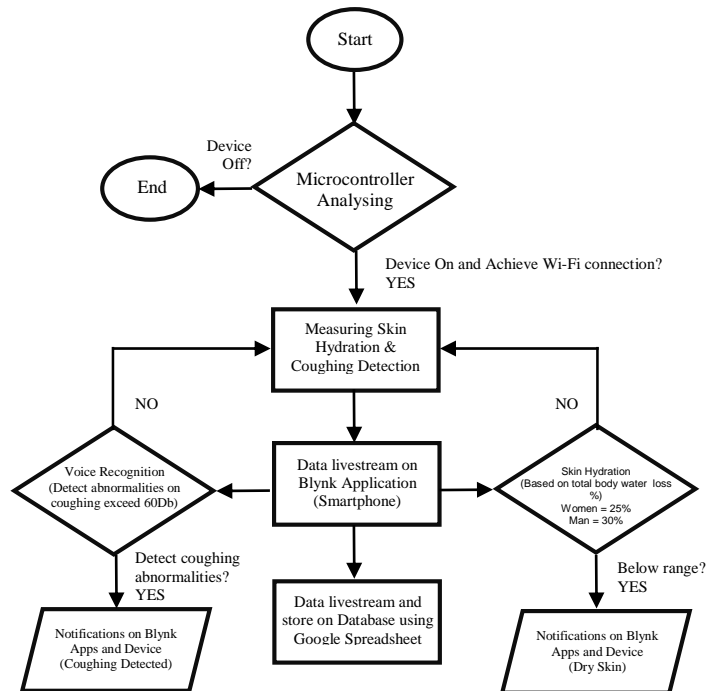 Start
Device
Off?
End
Microcontroller
Analysing
Device On and Achieve Wi-Fi connection?
YES
Measuring Skin
Hydration &
Coughing Detection
NO
NO
Voice Recognition
(Detect abnormalities on
coughing exceed 60Db)
Data livestream on
Blynk Application
(Smartphone)
Skin Hydration
(Based on total body water loss
%)
Women = 25%
Man = 30%
Detect coughing
abnormalities?
YES
Below range?
YES
Notifications on Blynk
Apps and Device
(Coughing Detected)
Data livestream and
store on Database using
Google Spreadsheet
Notifications on Blynk
Apps and Device
(Dry Skin)